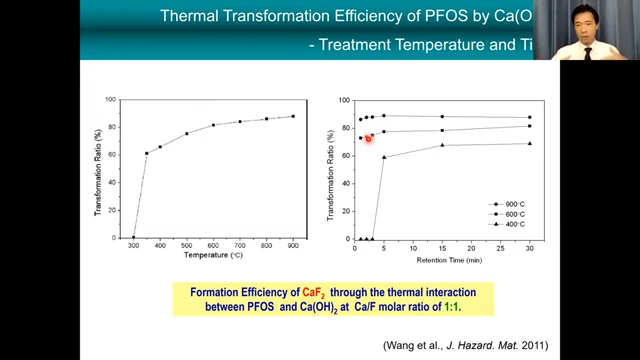 Thermal Transformation Efficiency of PFOS by Ca(O
- Treatment Temperature and Ti
100
80
60
40
20
0
300 400 500 600 700 800 900
Transformation Ratio (%)
Temperature (°C)
100
80
60
40
20
0
0 5 10 15 20 25 30
Transformation Ratio (%)
Retention Time (min)
900°C
600°C
400°C
Formation Efficiency of CaF2 through the thermal interaction
between PFOS and Ca(OH)2 at Ca/F molar ratio of 1:1.
(Wang et al., J. Hazard. Mat. 2011)